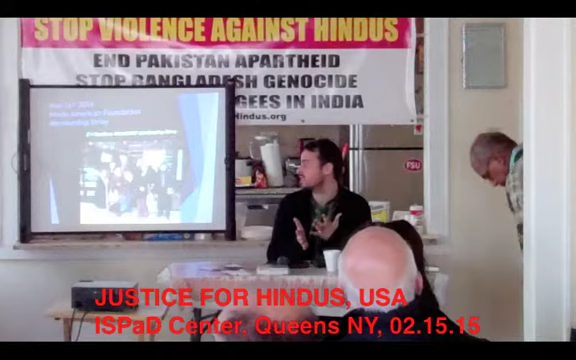 STOP VIOLENCE AGAINST HINDUS
END PAKISTAN APARTHEID
STOP BANGLADESH GENOCIDE
GEES IN INDIA
Hindus.org
FSU
JUSTICE FOR HINDUS, USA
ISPaD Center, Queens NY, 02.15.15